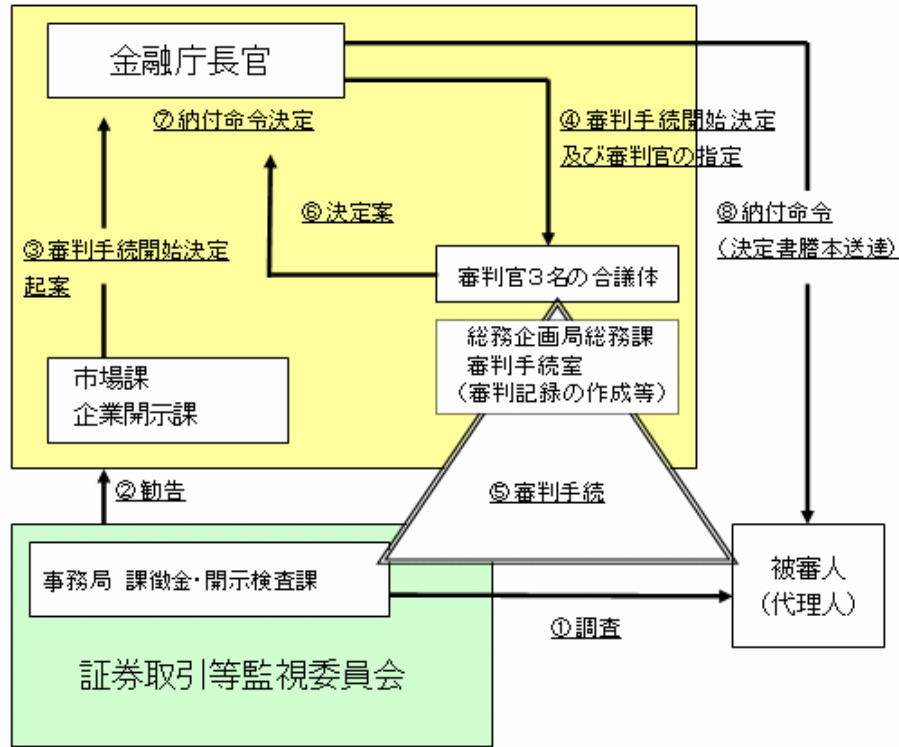 金融庁長官
⑦納付命令決定
④審判手続開始決定
及び審判官の指定
⑥決定案
⑧納付命令
（決定書謄本送達）
③審判手続開始決定
起案
審判官３名の合議体
総務企画局総務課
審判手続室
（審判記録の作成等）
市場課
企業開示課
②勧告
⑤審判手続
事務局 課徴金・開示検査課
被審人
（代理人）
①調査
証券取引等監視委員会